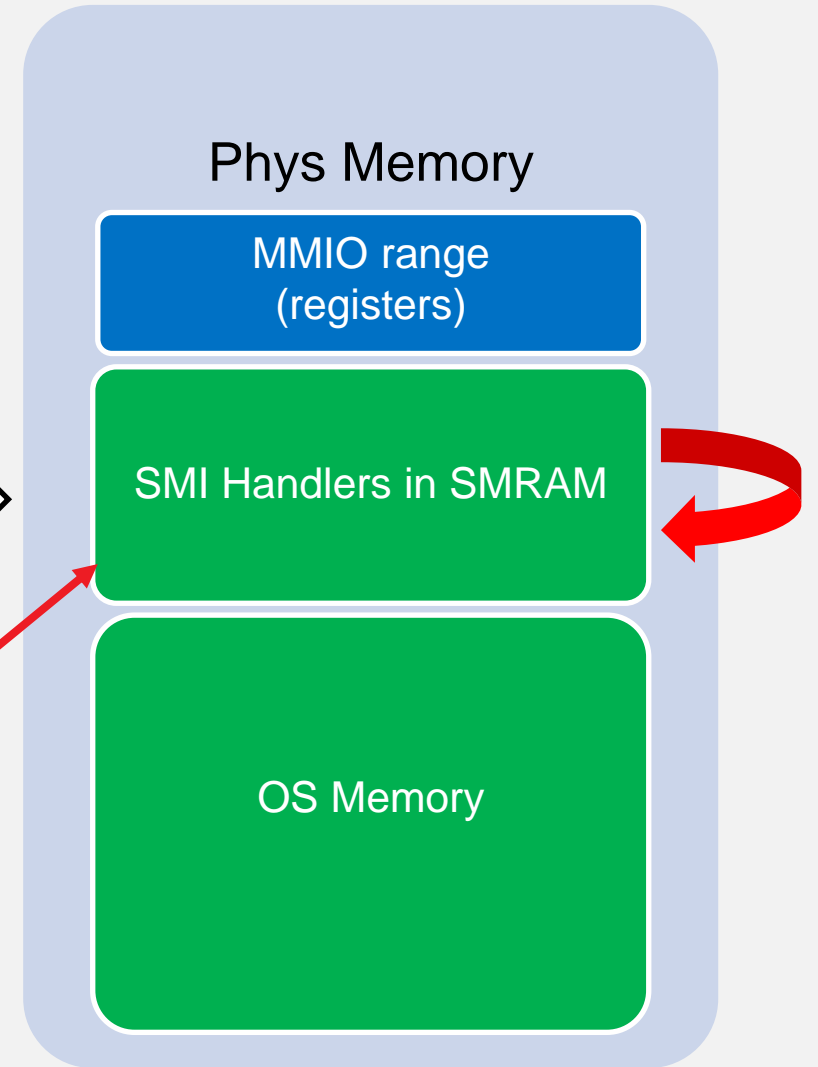 Phys Memory
MMIO range
(registers)
SMI Handlers in SMRAM
OS Memory